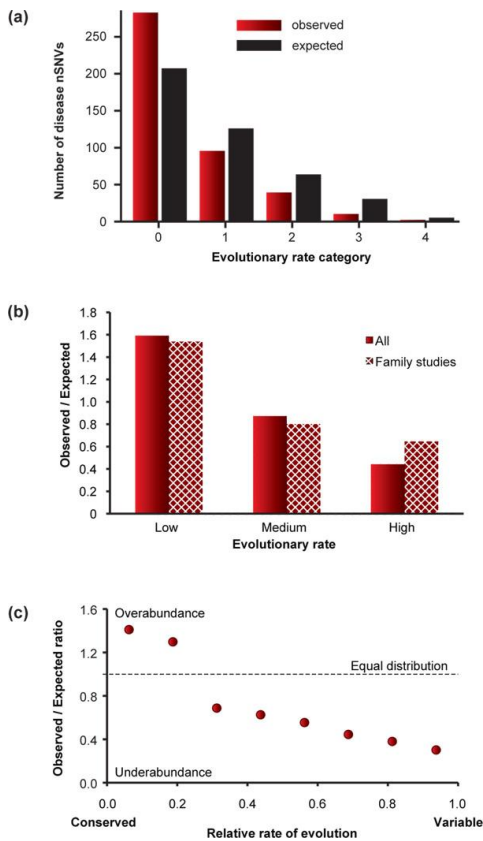 (a)
observed
expected
Number of disease nSNVs
250
200
150
100
50
0
0 1 2 3 4
Evolutionary rate category
(b)
All
Family studies
Observed / Expected
1.8
1.6
1.4
1.2
1.0
0.8
0.6
0.4
0.2
0
Low Medium High
Evolutionary rate
(c)
Observed / Expected ratio
1.6
1.2
0.8
0.4
0.0
Overabundance
Equal distribution
Underabundance
0.0 0.2 0.4 0.6 0.8 1.0
Conserved Variable
Relative rate of evolution